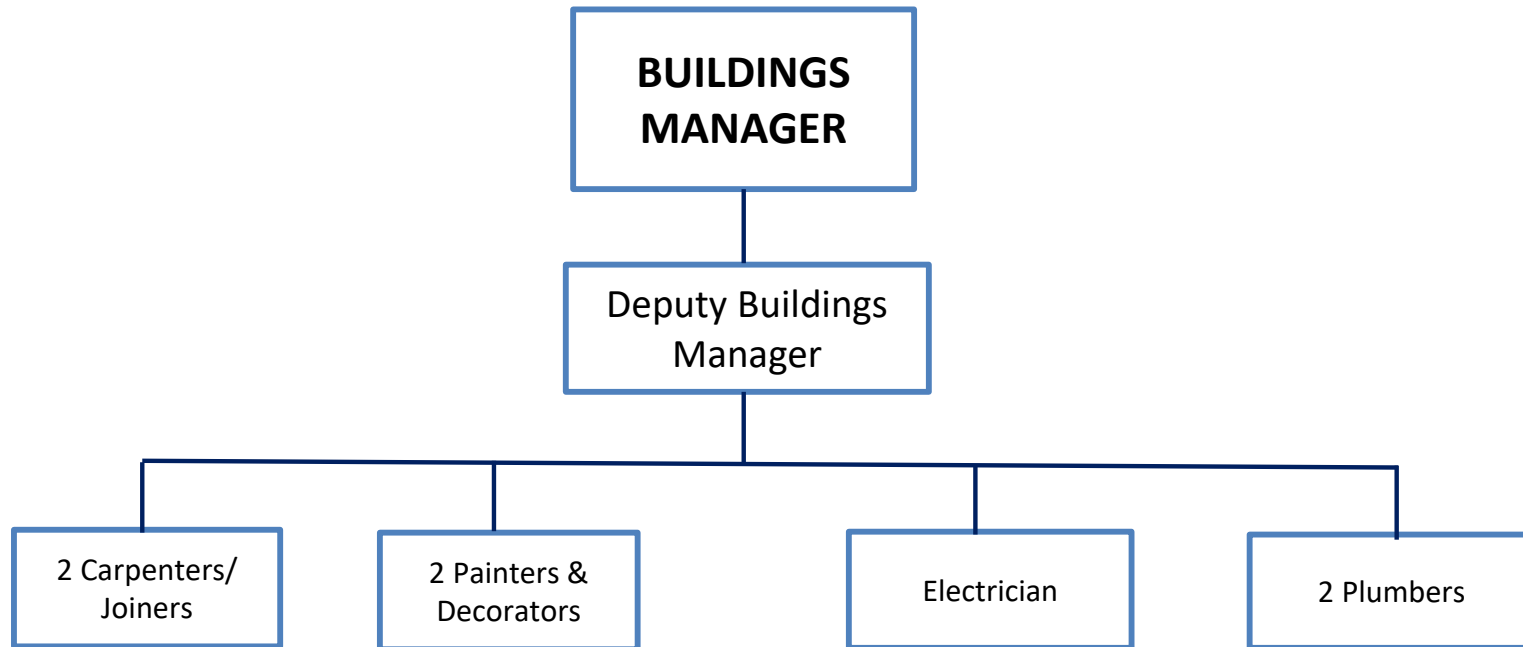 BUILDINGS
MANAGER
Deputy Buildings
Manager
2 Carpenters/
Joiners
2 Painters &
Decorators
Electrician
2 Plumbers